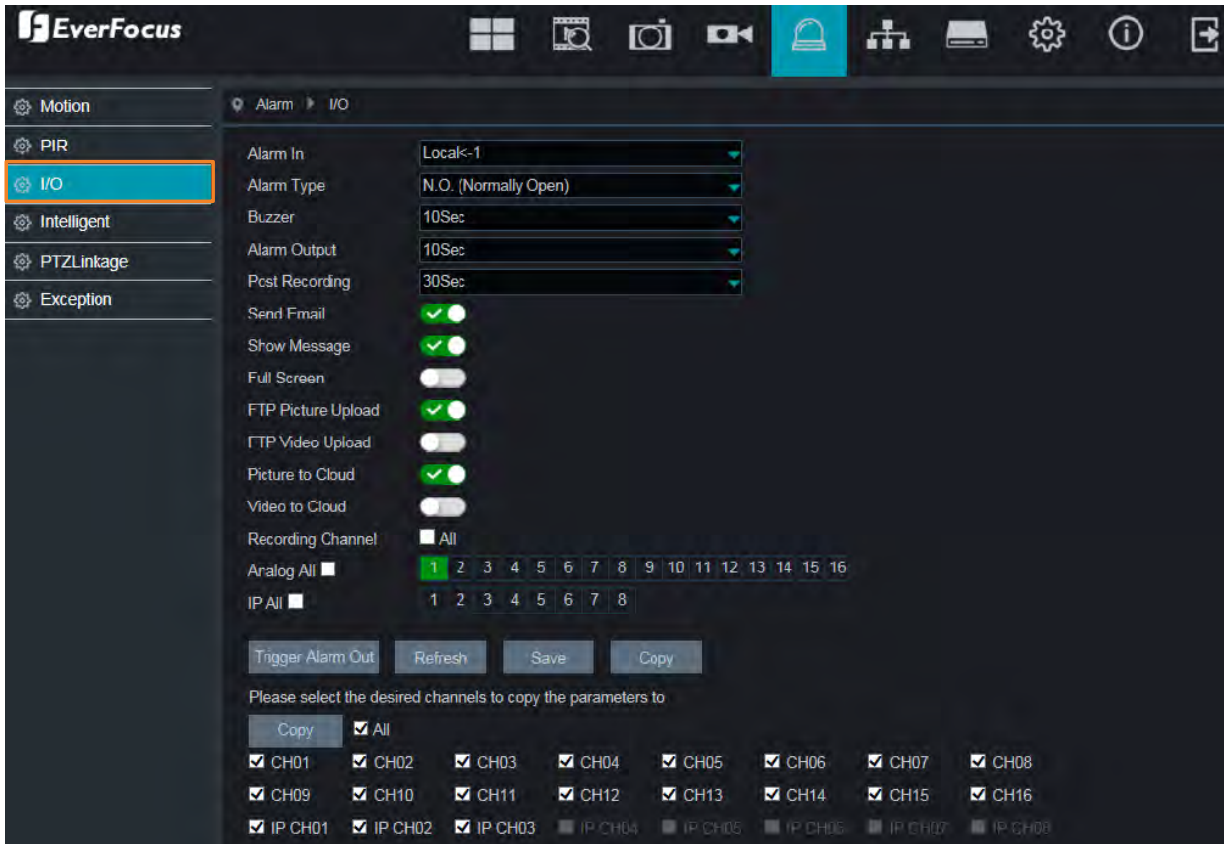 EverFocus
Motion
PIR
I/O
Intelligent
PTZLinkage
Exception
Alarm I/O
Alarm In Local<-1
Alarm Type N.O. (Normally Open)
Buzzer 10Sec
Alarm Output 10Sec
Post Recording 30Sec
Send Email
Show Message
Full Screen
FTP Picture Upload
FTP Video Upload
Picture to Cloud
Video to Cloud
Recording Channel All
Analog All 1 2 3 4 5 6 7 8 9 10 11 12 13 14 15 16
IP All 1 2 3 4 5 6 7 8
Trigger Alarm Out Refresh Save Copy
Please select the desired channels to copy the parameters to
Copy All
CH01 CH02 CH03 CH04 CH05 CH06 CH07 CH08
CH09 CH10 CH11 CH12 CH13 CH14 CH15 CH16
IP CH01 IP CH02 IP CH03 IP CH04 IP CH05 IP CH06 IP CH07 IP CH08